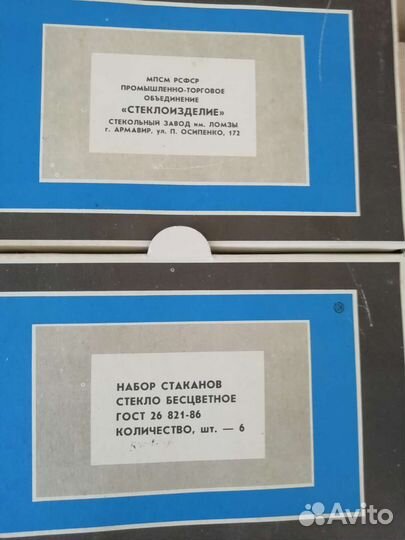 МПСМ РСФСР
ПРОМЫШЛЕННО-ТОРГОВОЕ
ОБЪЕДИНЕНИЕ
«СТЕКЛОИЗДЕЛИЕ»
СТЕКОЛЬНЫЙ ЗАВОД им. ЛОМЗЫ
г. АРМАВИР, ул. П. ОСИПЕНКО, 172
НАБОР СТАКАНОВ
СТЕКЛО БЕСЦВЕТНОЕ
ГОСТ 26 821-86
КОЛИЧЕСТВО, шт. — 6
Avito